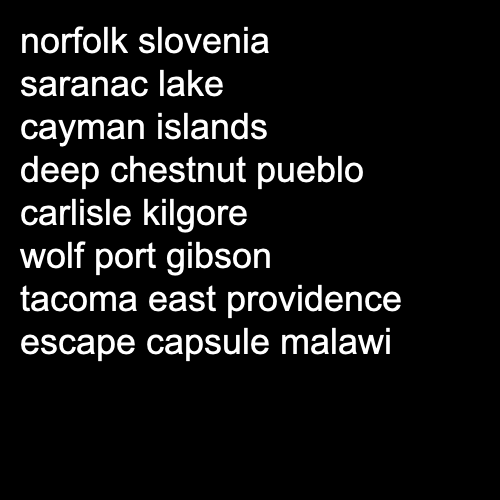 norfolk slovenia
saranac lake
cayman islands
deep chestnut pueblo
carlisle kilgore
wolf port gibson
tacoma east providence
escape capsule malawi